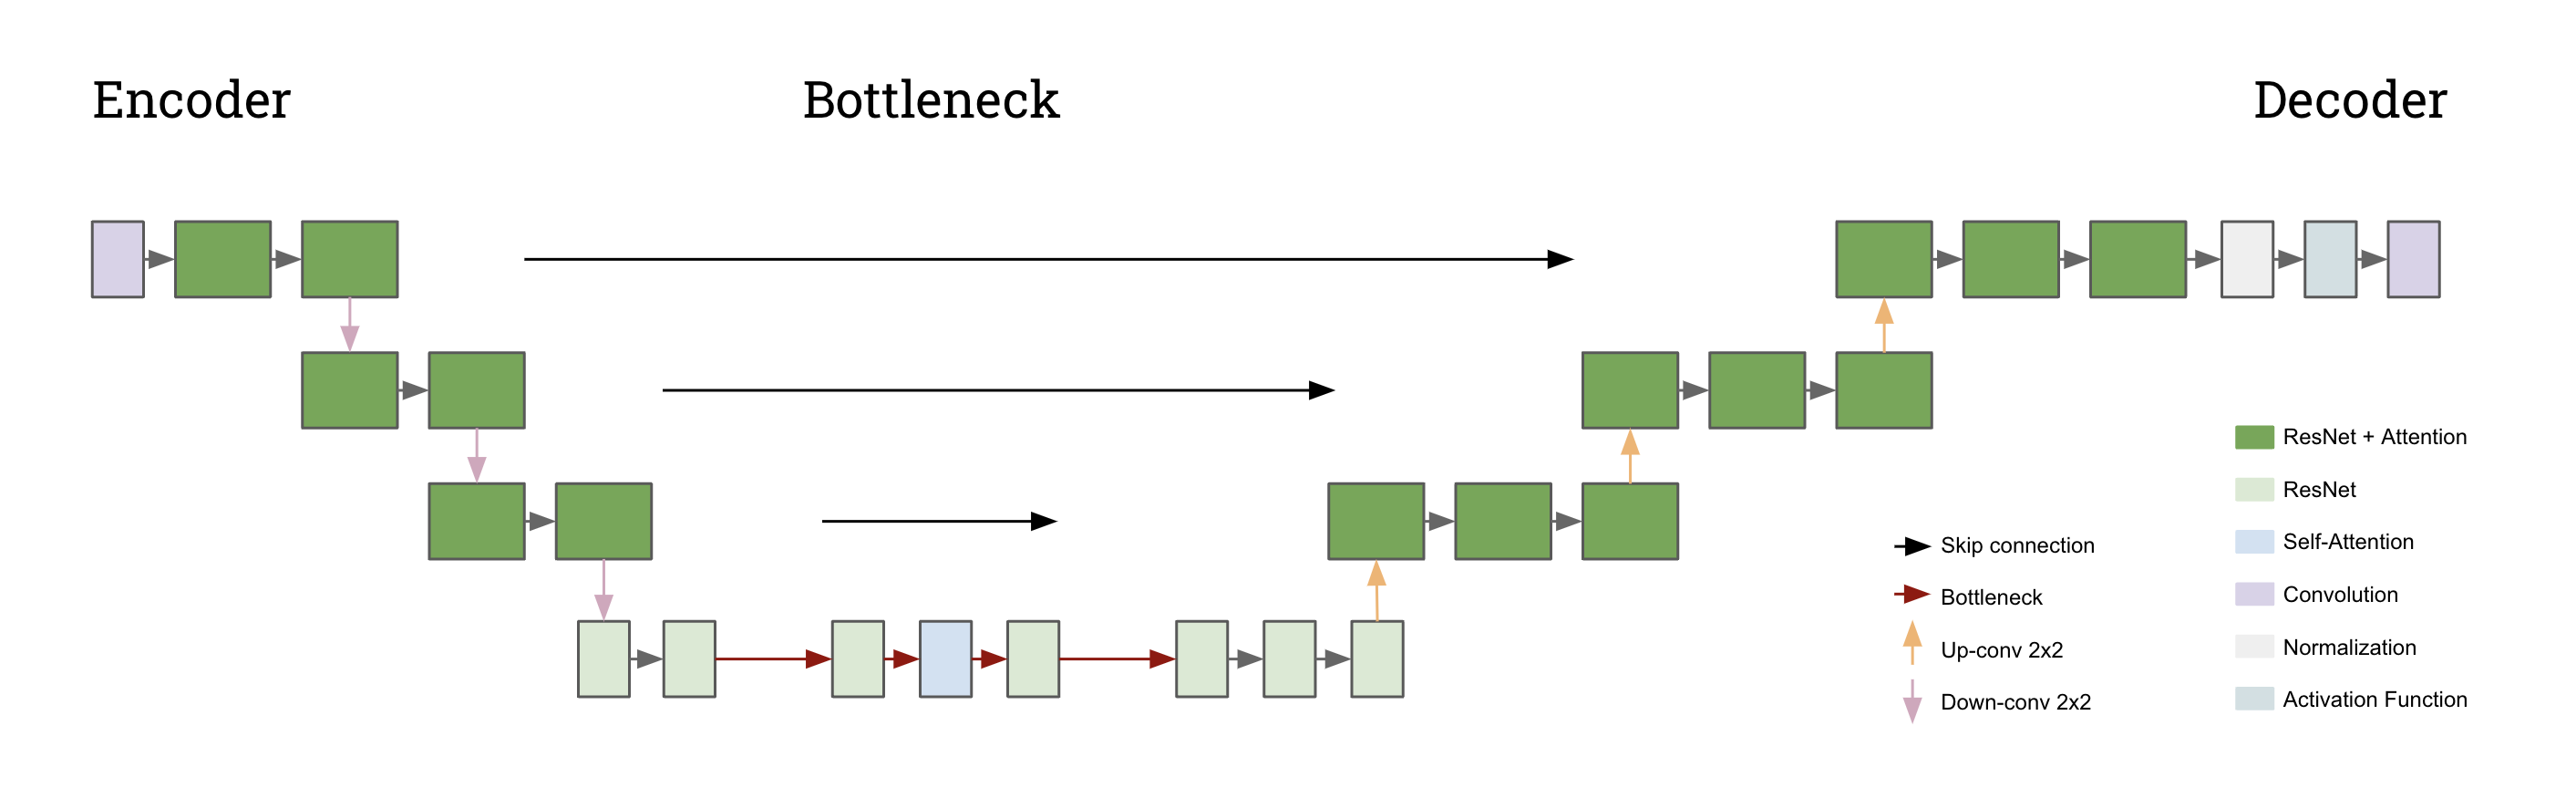 Encoder
Bottleneck
Decoder
Skip connection
Bottleneck
Up-conv 2x2
Down-conv 2x2
ResNet + Attention
ResNet
Self-Attention
Convolution
Normalization
Activation Function